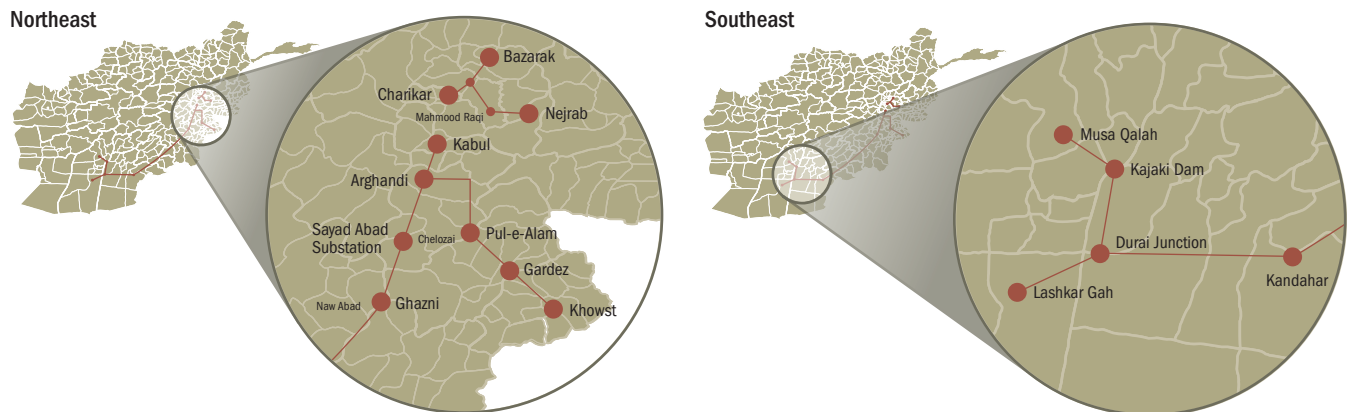 Northeast
Bazarak
Charikar
Mahmood Raqi
Nejrab
Kabul
Arghandi
Sayad Abad
Substation
Chelozai
Pul-e-Alam
Gardez
Naw Abad
Ghazni
Khowst
Southeast
Musa Qalah
Kajaki Dam
Durai Junction
Kandahar
Lashkar Gah